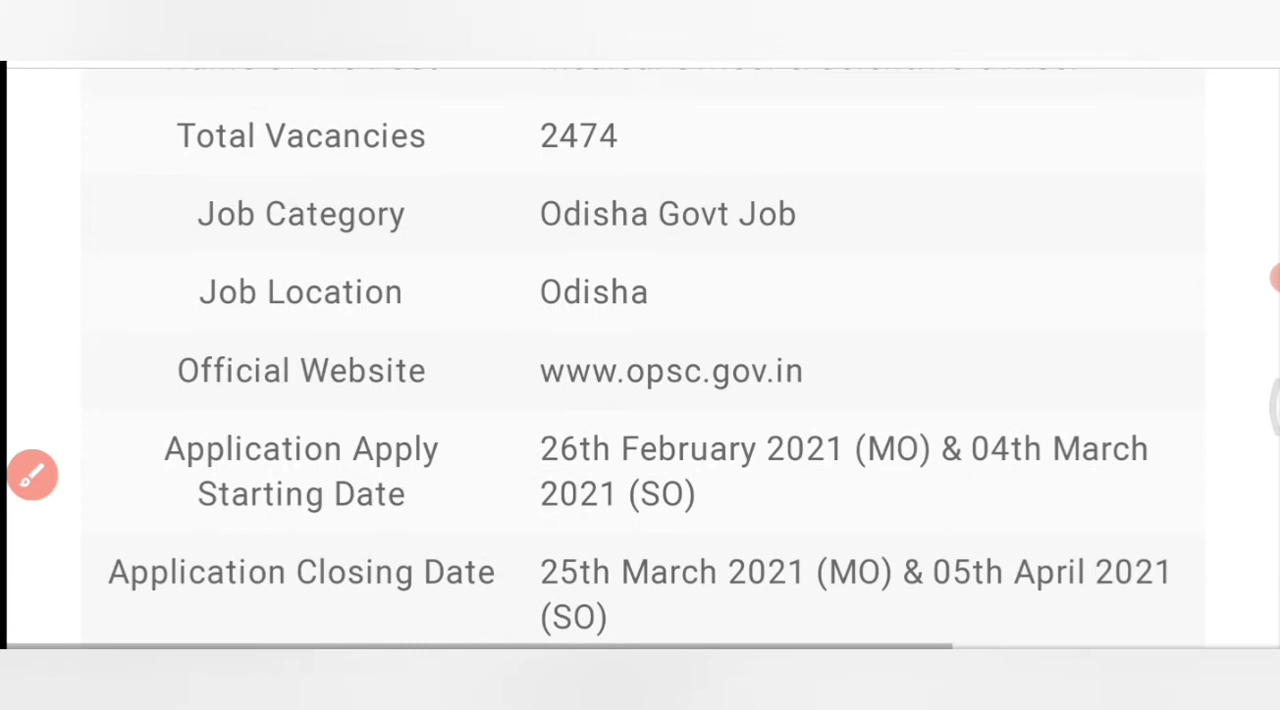 Total Vacancies 2474
Job Category Odisha Govt Job
Job Location Odisha
Official Website www.opsc.gov.in
Application Apply Starting Date
26th February 2021 (MO) & 04th March
2021 (SO)
Application Closing Date
25th March 2021 (MO) & 05th April 2021
(SO)